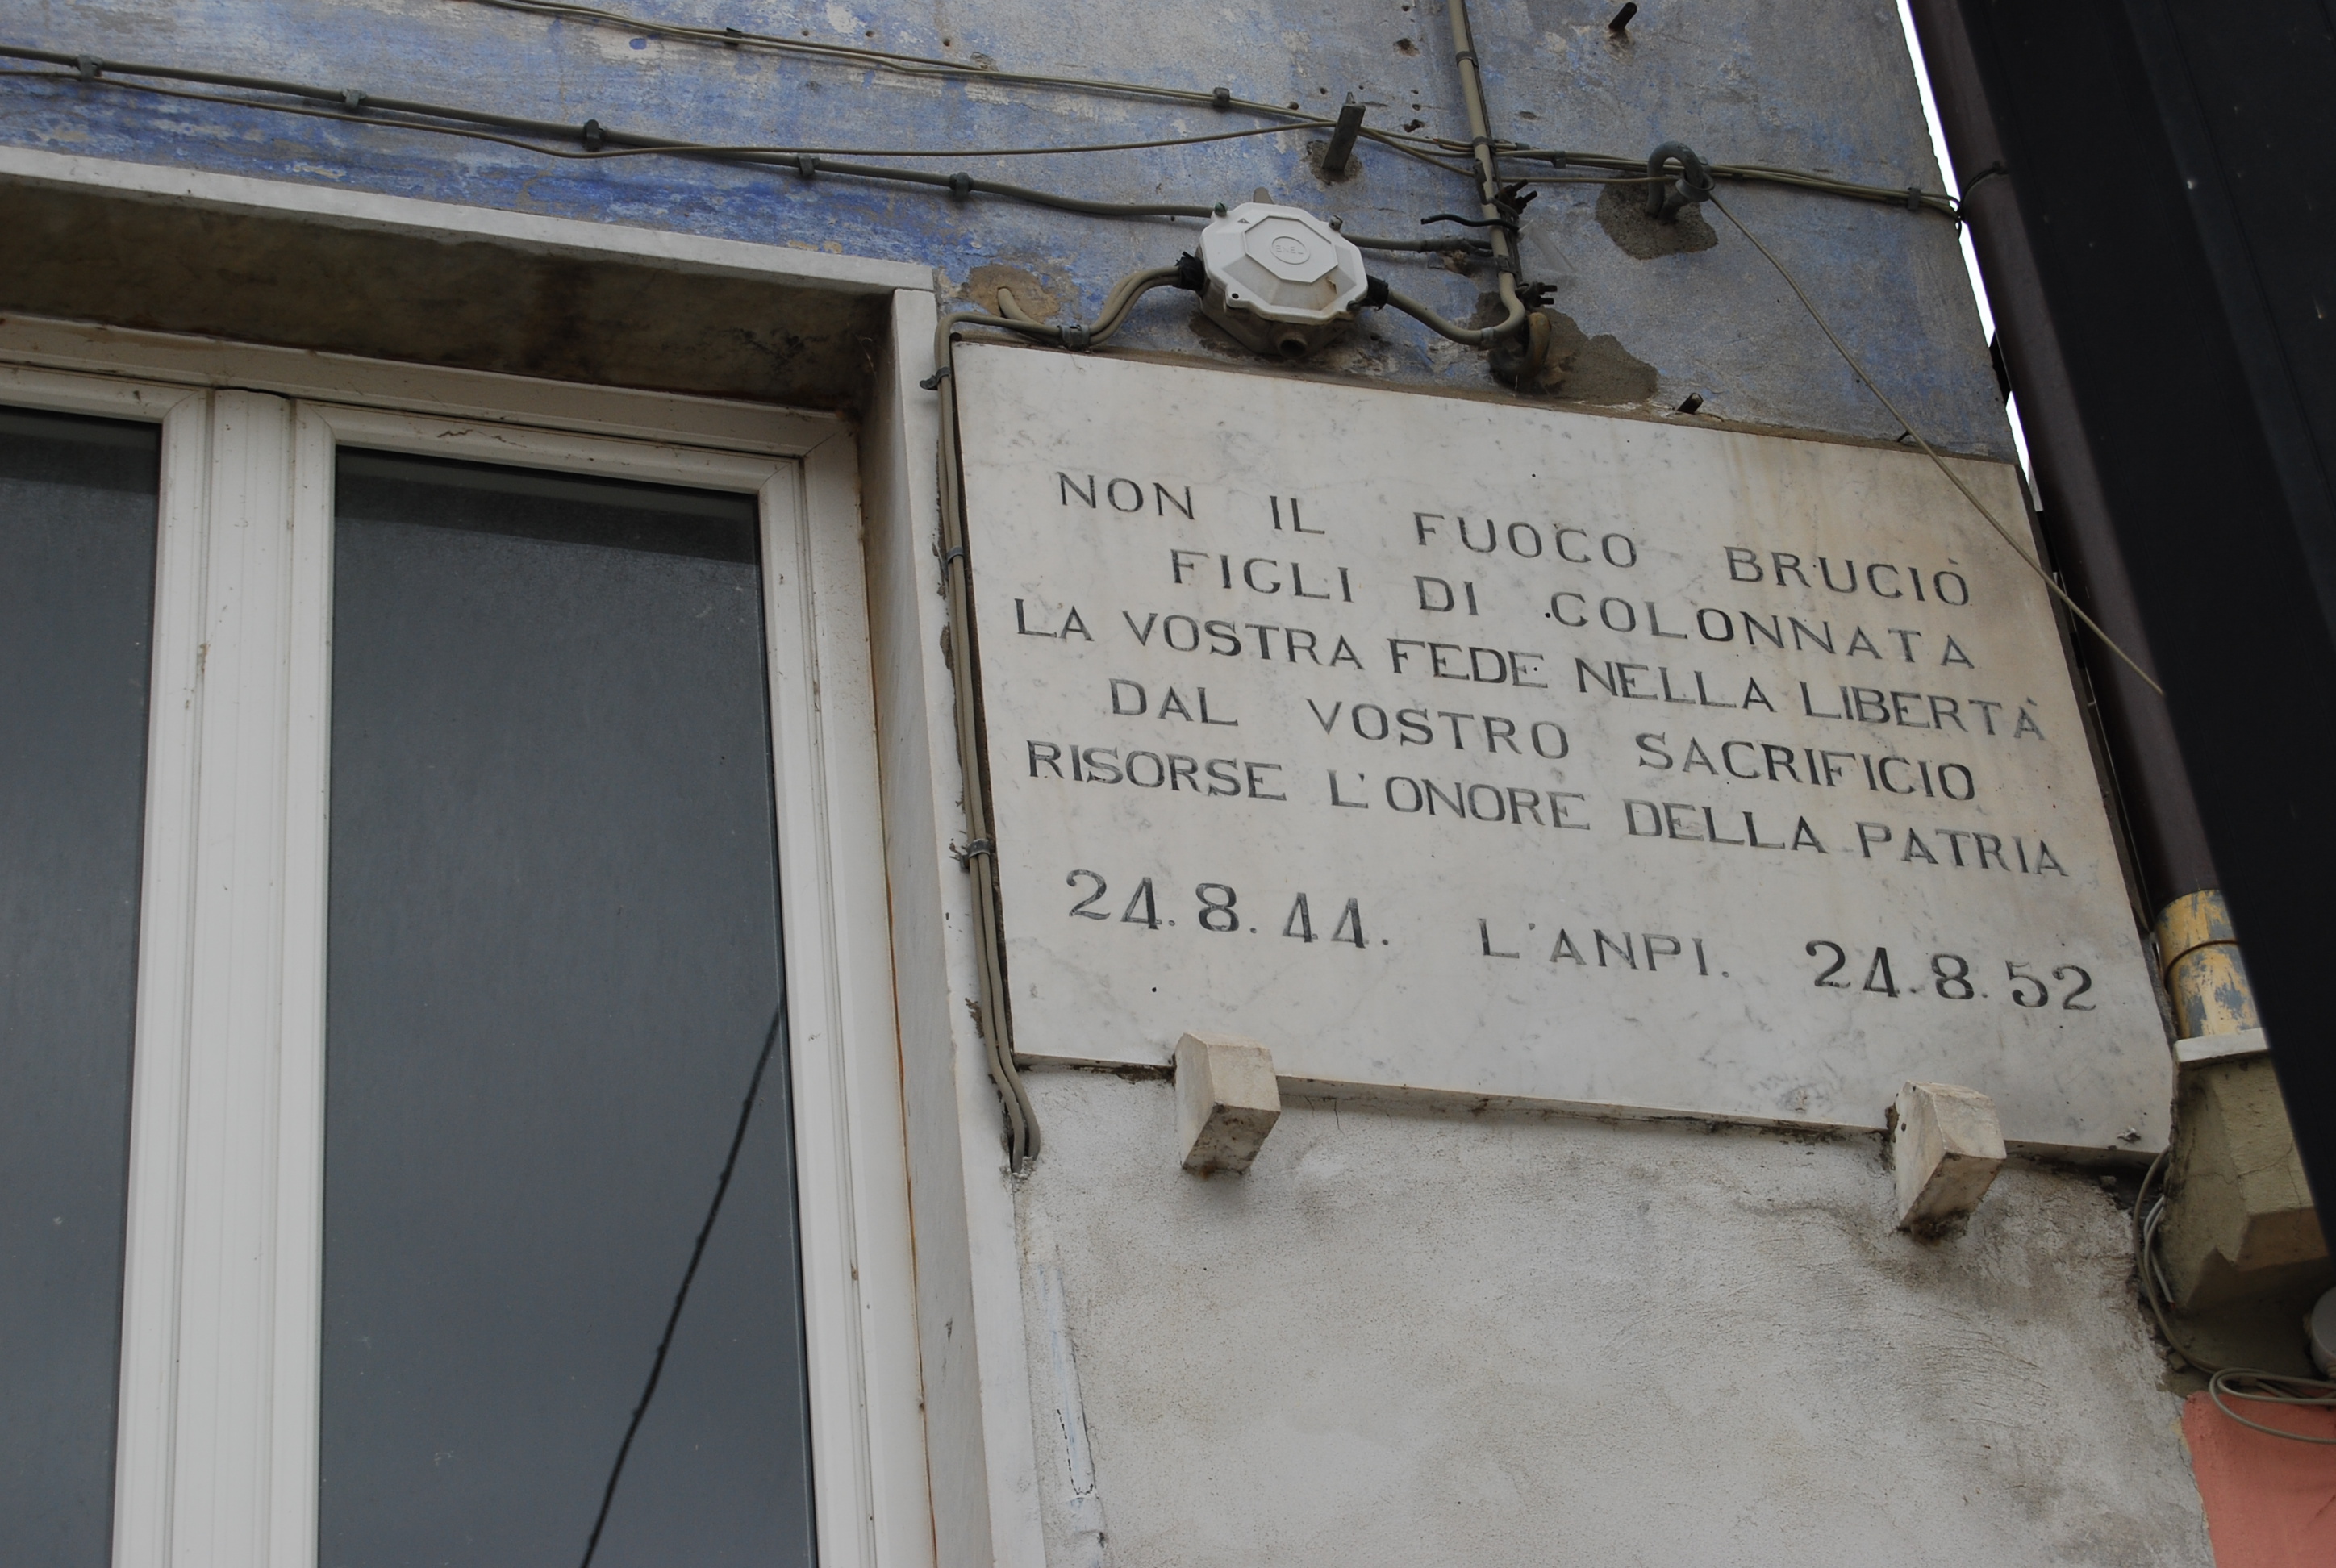 NON IL FUOCO BRUCIÒ
FIGLI DI COLONNATA
LA VOSTRA FEDE NELLA LIBERTÀ
DAL VOSTRO SACRIFICIO
RISORSE L'ONORE DELLA PATRIA
24.8.44. L'ANPI. 24.8.52